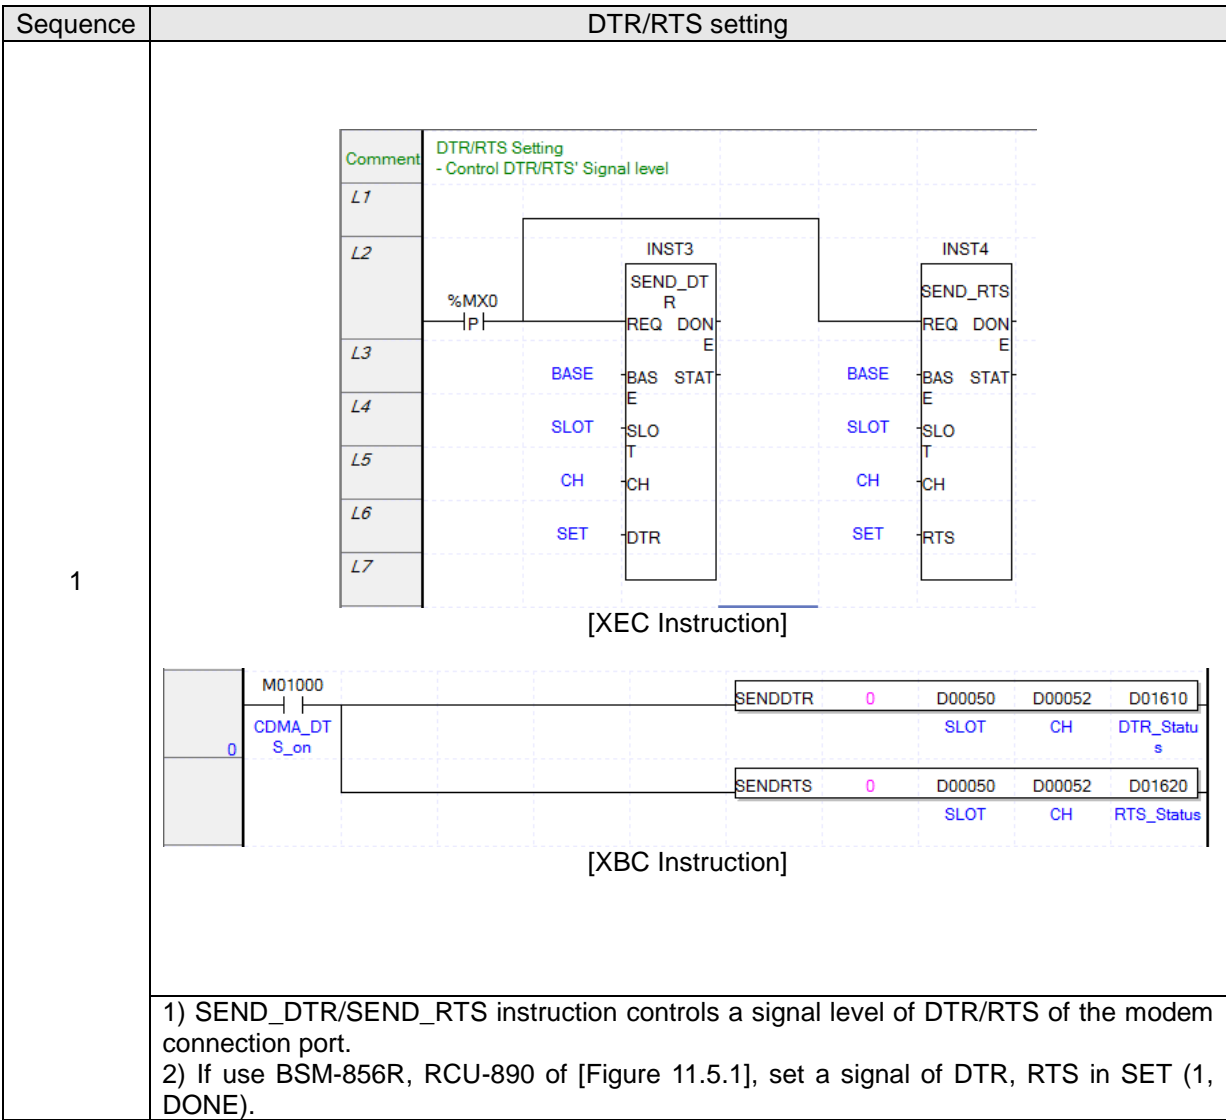 Sequence DTR/RTS setting
Comment DTR/RTS Setting
- Control DTR/RTS' Signal level
L1
L2 INST3 INST4
SEND_DT
R
SEND_RTS
%MX0
P REQ DON REQ DON
E E
L3
BASE BAS STAT BASE BAS STAT
E E
L4
SLOT SLO SLOT SLO
T T
L5
CH CH CH CH
L6
SET DTR SET RTS
L7
1
[XEC Instruction]
M01000
SENDDTR 0 D00050 D00052 D01610
CDMA_DT SLOT CH DTR_Statu
0 S_on s
SENDRTS 0 D00050 D00052 D01620
SLOT CH RTS_Status
[XBC Instruction]
1) SEND_DTR/SEND_RTS instruction controls a signal level of DTR/RTS of the modem
connection port.
2) If use BSM-856R, RCU-890 of [Figure 11.5.1], set a signal of DTR, RTS in SET (1,
DONE).